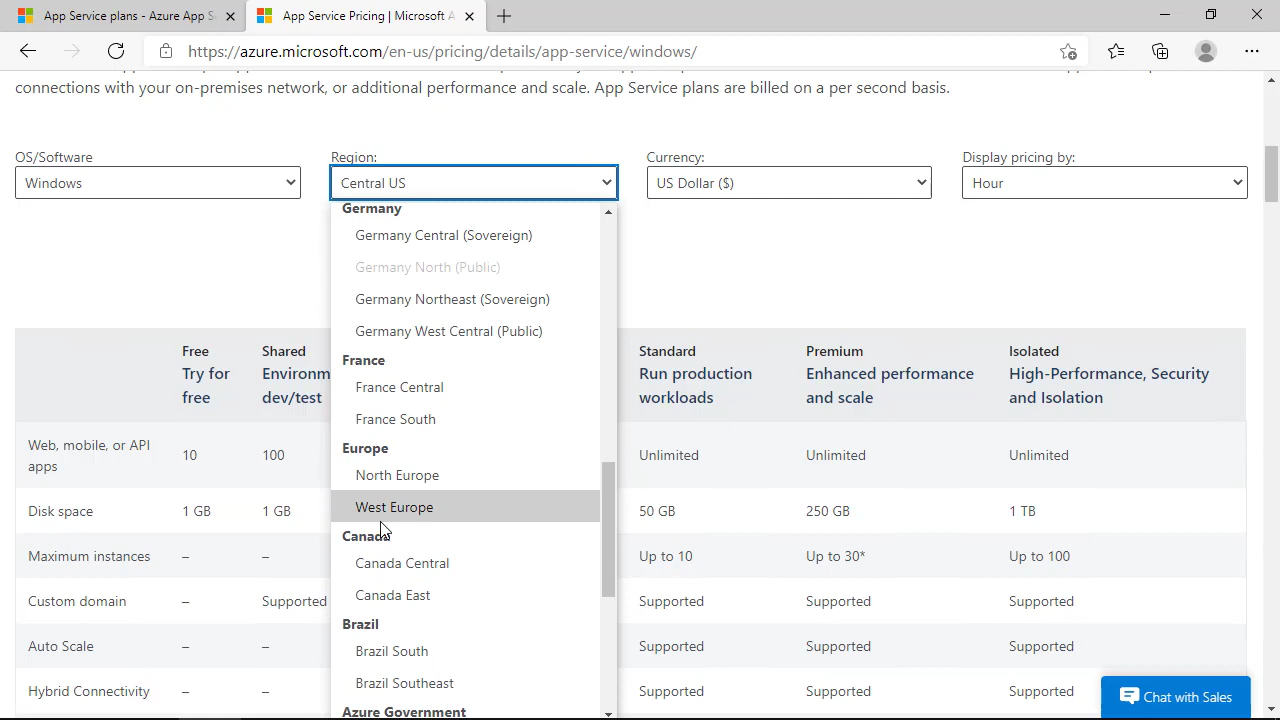 App Service plans - Azure App S
App Service Pricing | Microsoft A
https://azure.microsoft.com/en-us/pricing/details/app-service/windows/
connections with your on-premises network, or additional performance and scale. App Service plans are billed on a per second basis.
OS/Software
Region:
Currency:
Display pricing by:
Windows
Central US
US Dollar ($)
Hour
Germany
Germany Central (Sovereign)
Germany North (Public)
Germany Northeast (Sovereign)
Germany West Central (Public)
France
France Central
France South
Europe
North Europe
West Europe
Canada
Canada Central
Canada East
Brazil
Brazil South
Brazil Southeast
Azure Government
Free
Try for
free
Shared
Environm
dev/test
Standard
Run production
workloads
Premium
Enhanced performance
and scale
Isolated
High-Performance, Security
and Isolation
Web, mobile, or API
apps
10 100 Unlimited Unlimited Unlimited
Disk space 1 GB 1 GB 50 GB 250 GB 1 TB
Maximum instances – – Up to 10 Up to 30* Up to 100
Custom domain – Supported Supported Supported Supported
Auto Scale – – Supported Supported Supported
Hybrid Connectivity – – Supported Supported Supported
Chat with Sales